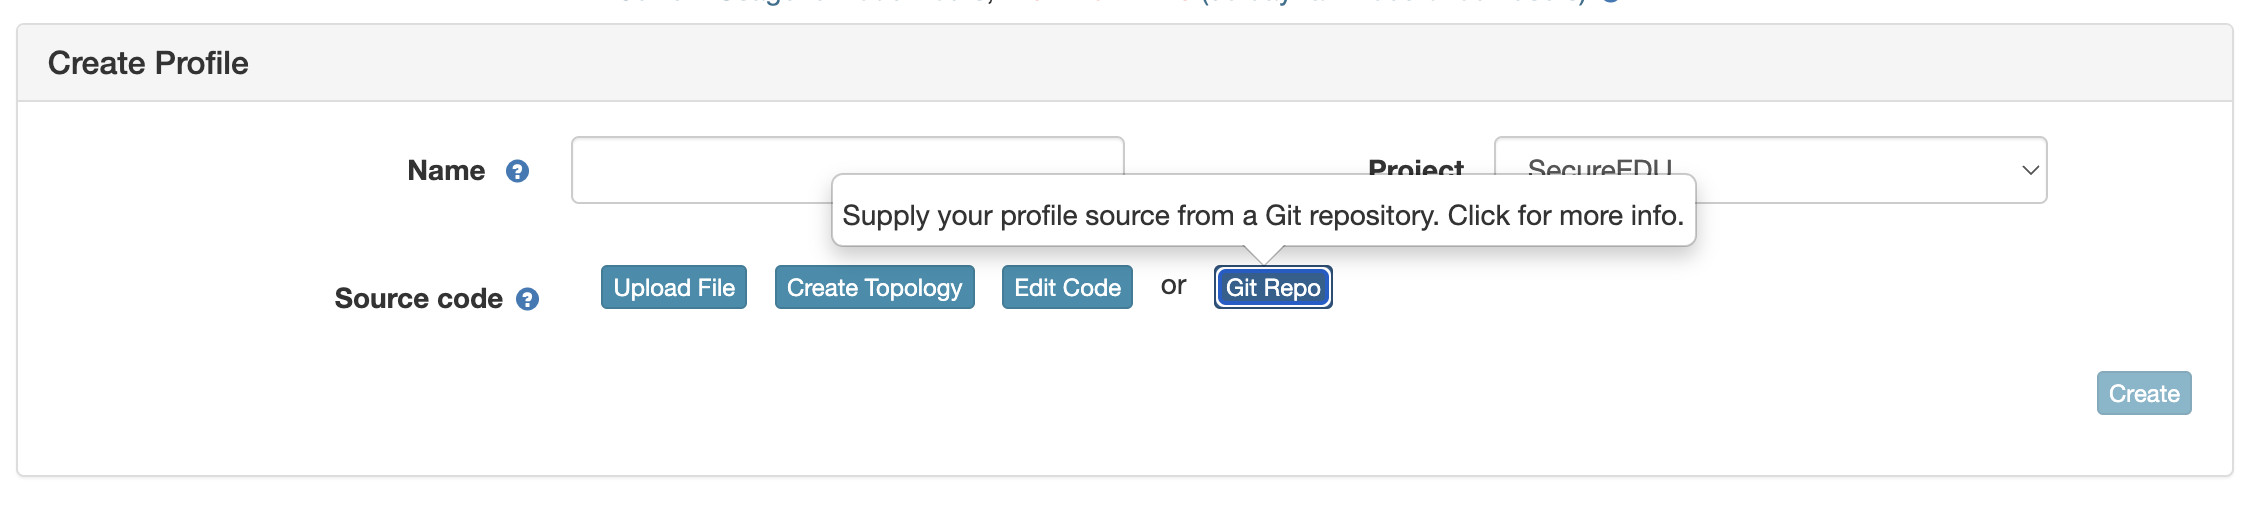 Create Profile
Name
Project
SecureEDU
Supply your profile source from a Git repository. Click for more info.
Source code
Upload File
Create Topology
Edit Code
or
Git Repo
Create